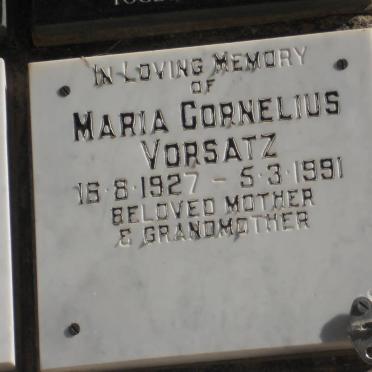 IN LOVING MEMORY
OF
MARIA CORNELIUS
VORSATZ
16·8·1927 – 5·3·1991
BELOVED MOTHER
& GRANDMOTHER